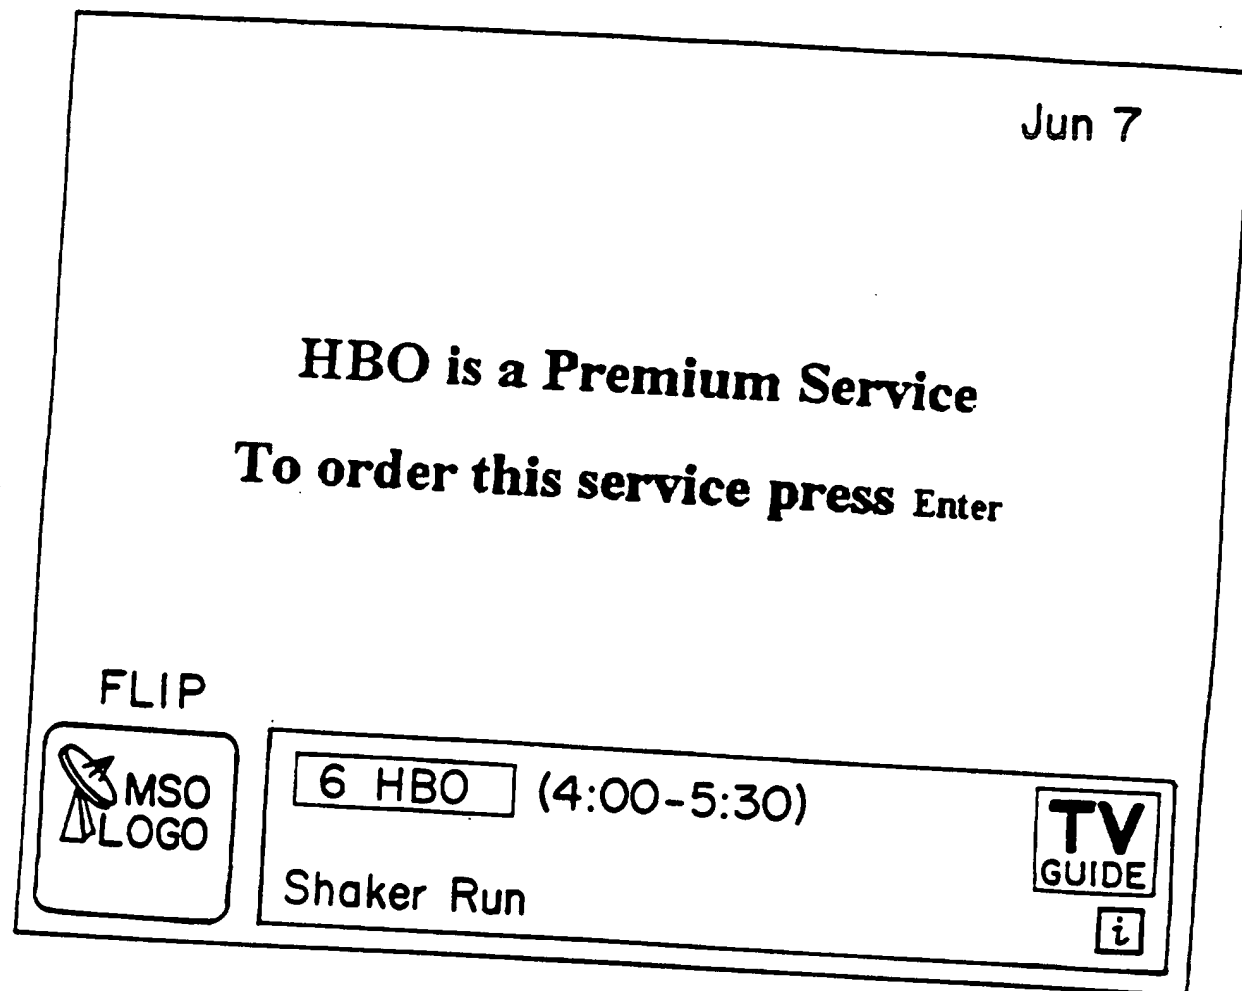 Jun 7
HBO is a Premium Service
To order this service press Enter
FLIP
MSO
LOGO
6 HBO (4:00-5:30)
Shaker Run
TV
GUIDE
i